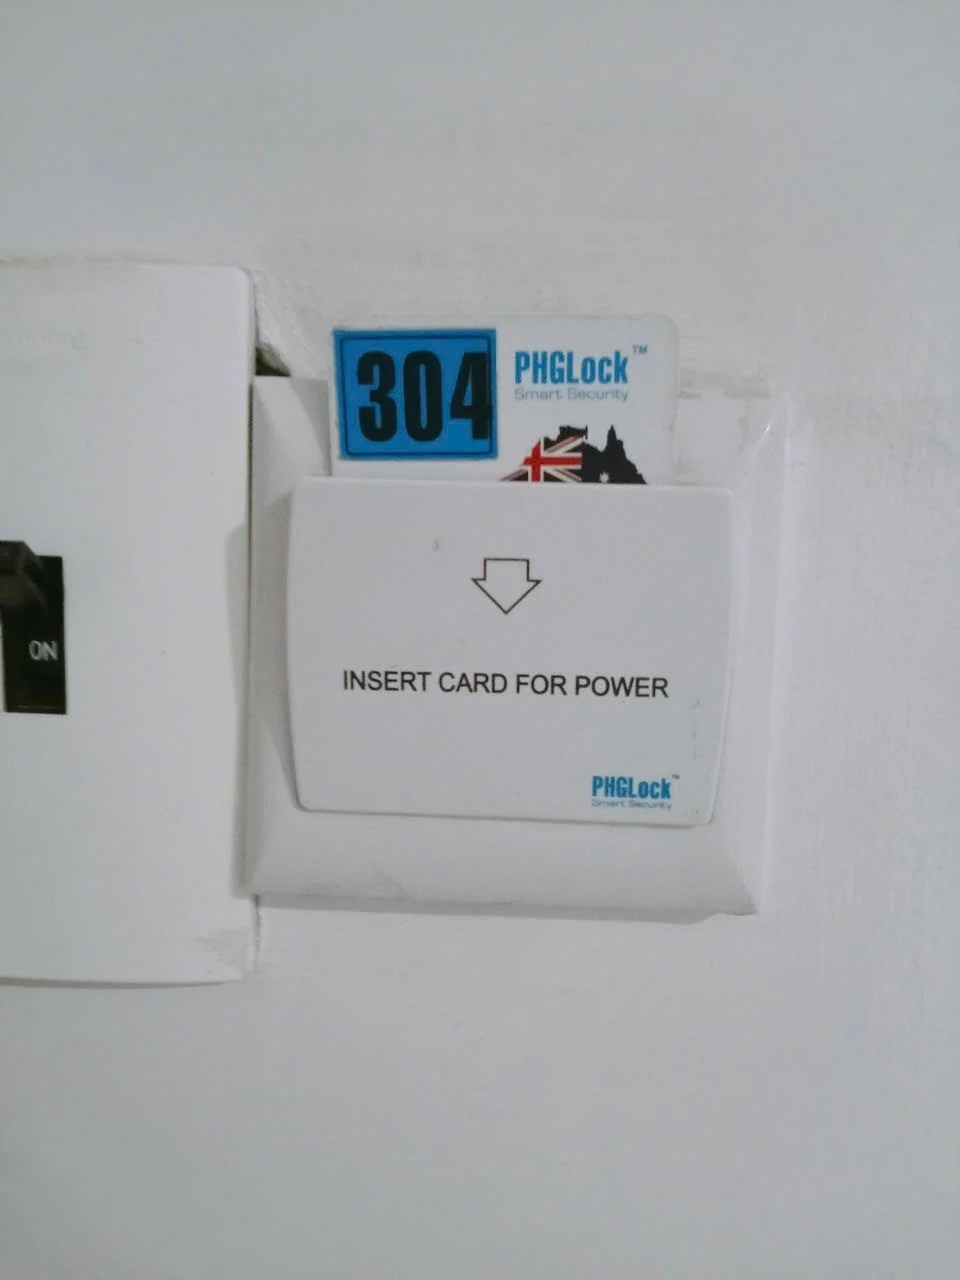 304
PHGLock™
Smart Security
ON
INSERT CARD FOR POWER
PHGLock™
Smart Security